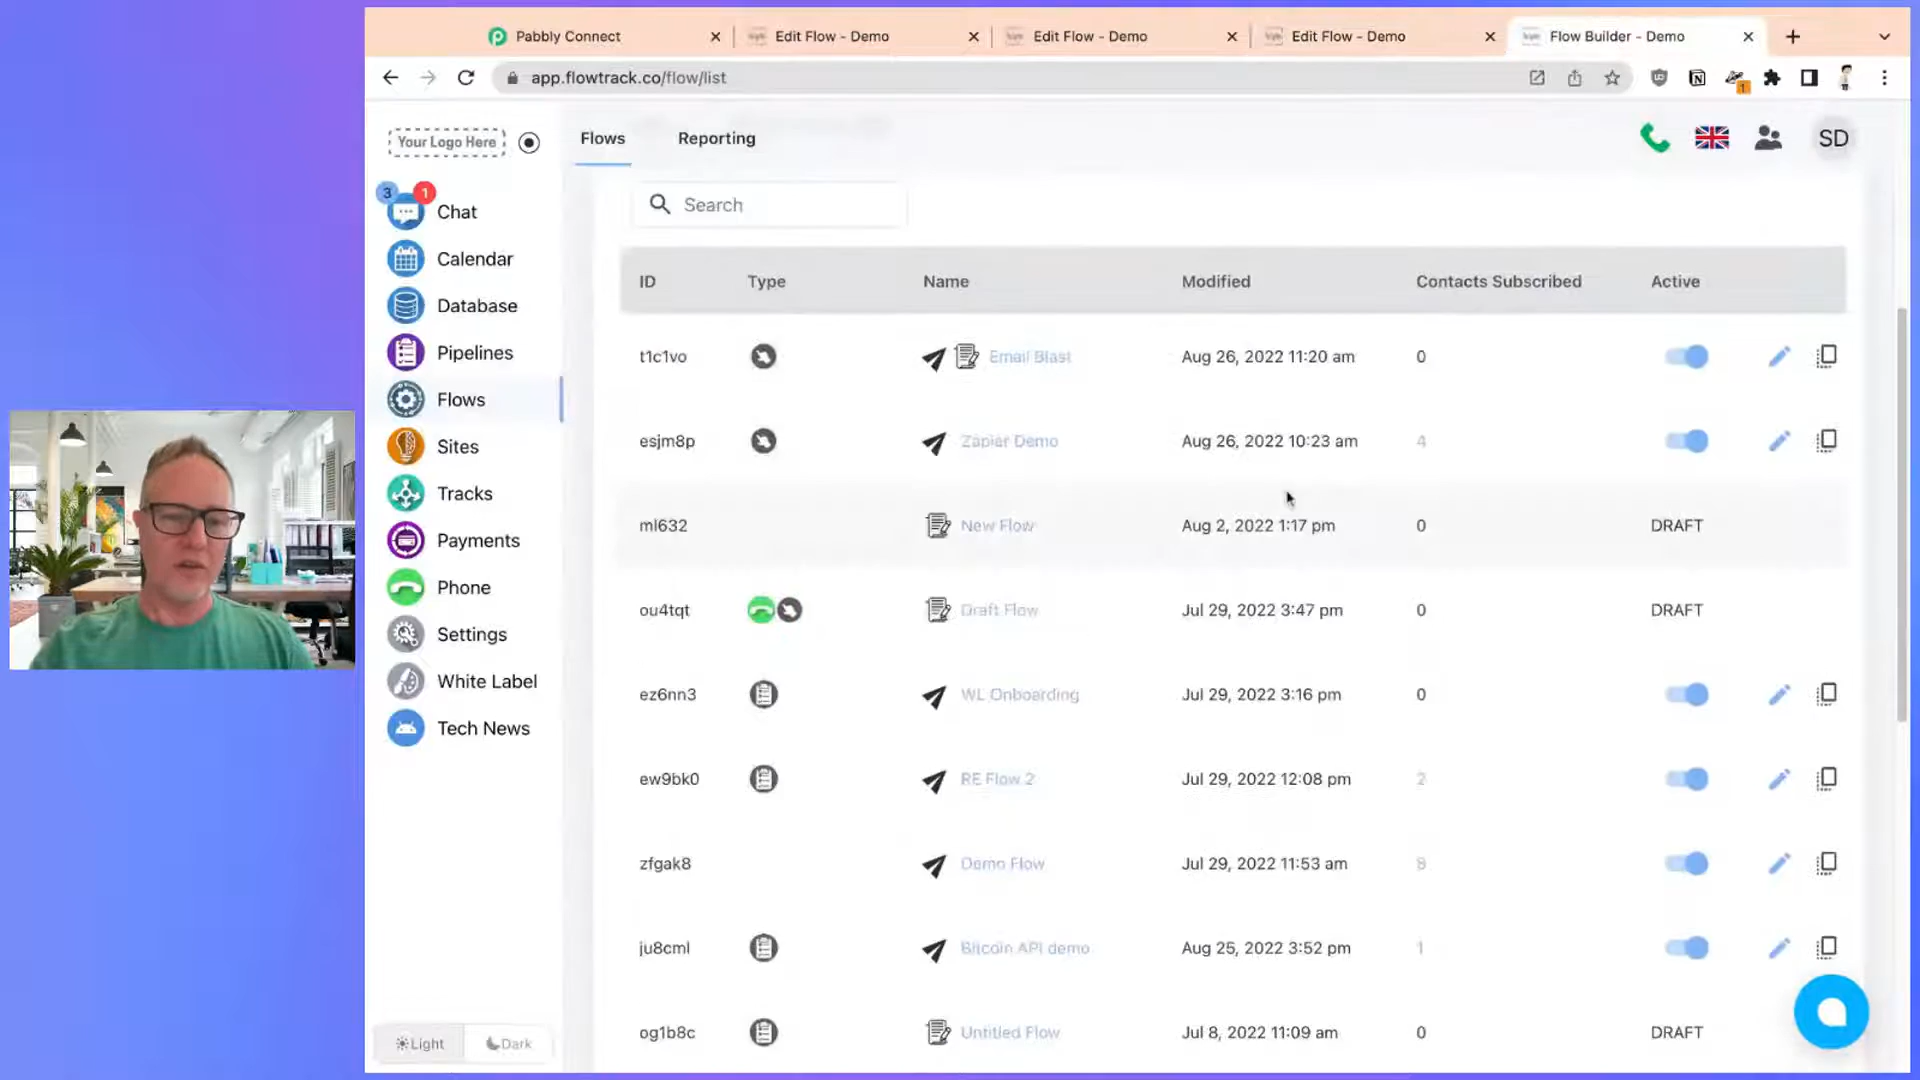 Pabbly Connect
Edit Flow - Demo
Edit Flow - Demo
Edit Flow - Demo
Flow Builder - Demo
app.flowtrack.co/flow/list
1
Your Logo Here
Flows
Reporting
SD
3
1
Chat
Calendar
Database
Pipelines
Flows
Sites
Tracks
Payments
Phone
Settings
White Label
Tech News
Light
Dark
Search
ID Type Name Modified Contacts Subscribed Active
t1c1vo Email Blast Aug 26, 2022 11:20 am 0
esjm8p Zapier Demo Aug 26, 2022 10:23 am 4
ml632 New Flow Aug 2, 2022 1:17 pm 0 DRAFT
ou4tqt Draft Flow Jul 29, 2022 3:47 pm 0 DRAFT
ez6nn3 WL Onboarding Jul 29, 2022 3:16 pm 0
ew9bk0 RE Flow 2 Jul 29, 2022 12:08 pm 2
zfgak8 Demo Flow Jul 29, 2022 11:53 am 8
ju8cml Bitcoin API demo Aug 25, 2022 3:52 pm 1
og1b8c Untitled Flow Jul 8, 2022 11:09 am 0 DRAFT